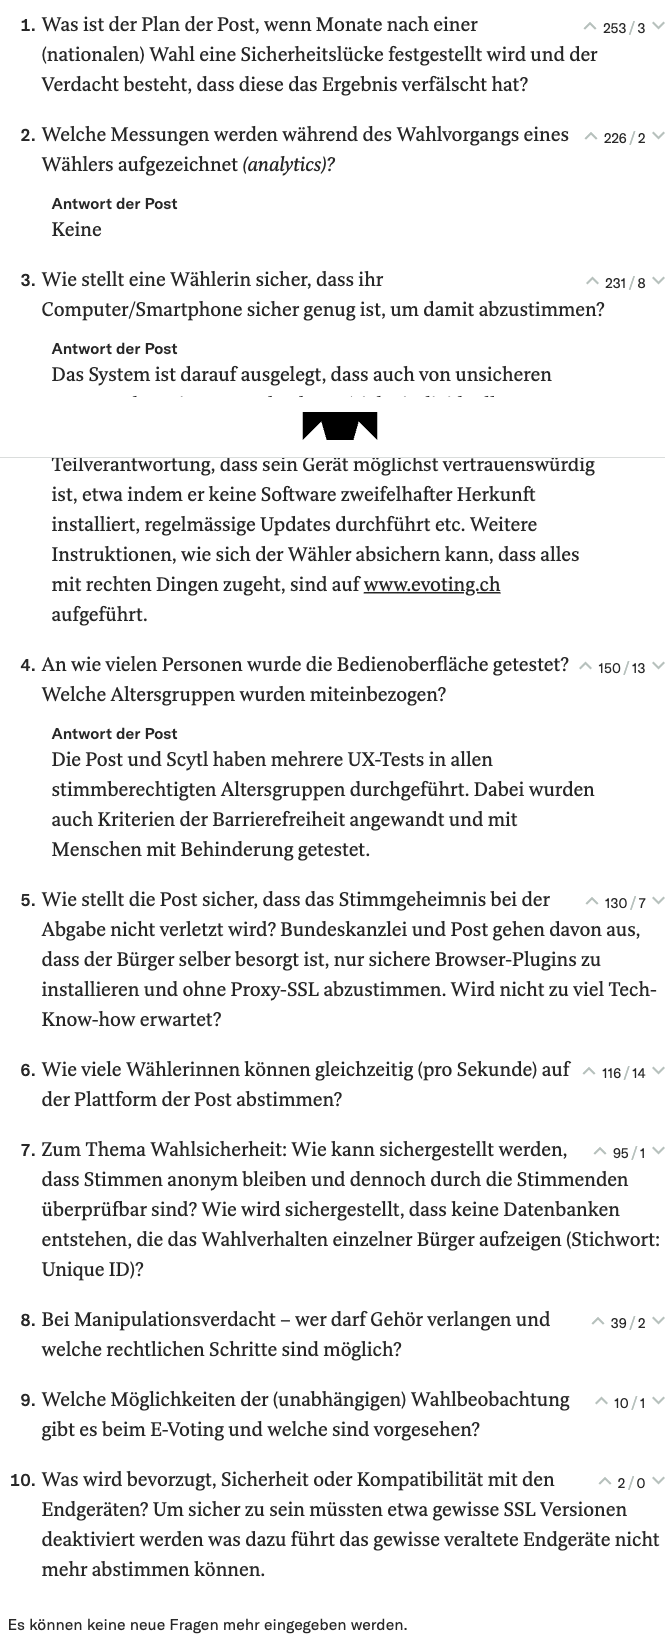 1. Was ist der Plan der Post, wenn Monate nach einer 253 / 3
(nationalen) Wahl eine Sicherheitslücke festgestellt wird und der
Verdacht besteht, dass diese das Ergebnis verfälscht hat?
2. Welche Messungen werden während des Wahlvorgangs eines 226 / 2
Wählers aufgezeichnet (analytics)?
Antwort der Post
Keine
3. Wie stellt eine Wählerin sicher, dass ihr 231 / 8
Computer/Smartphone sicher genug ist, um damit abzustimmen?
Antwort der Post
Das System ist darauf ausgelegt, dass auch von unsicheren
Teilverantwortung, dass sein Gerät möglichst vertrauenswürdig
ist, etwa indem er keine Software zweifelhafter Herkunft
installiert, regelmässige Updates durchführt etc. Weitere
Instruktionen, wie sich der Wähler absichern kann, dass alles
mit rechten Dingen zugeht, sind auf www.evoting.ch
aufgeführt.
4. An wie vielen Personen wurde die Bedienoberfläche getestet? 150 / 13
Welche Altersgruppen wurden miteinbezogen?
Antwort der Post
Die Post und Scytl haben mehrere UX-Tests in allen
stimmberechtigten Altersgruppen durchgeführt. Dabei wurden
auch Kriterien der Barrierefreiheit angewandt und mit
Menschen mit Behinderung getestet.
5. Wie stellt die Post sicher, dass das Stimmgeheimnis bei der 130 / 7
Abgabe nicht verletzt wird? Bundeskanzlei und Post gehen davon aus,
dass der Bürger selber besorgt ist, nur sichere Browser-Plugins zu
installieren und ohne Proxy-SSL abzustimmen. Wird nicht zu viel Tech-
Know-how erwartet?
6. Wie viele Wählerinnen können gleichzeitig (pro Sekunde) auf 116 / 14
der Plattform der Post abstimmen?
7. Zum Thema Wahlsicherheit: Wie kann sichergestellt werden, 95 / 1
dass Stimmen anonym bleiben und dennoch durch die Stimmenden
überprüfbar sind? Wie wird sichergestellt, dass keine Datenbanken
entstehen, die das Wahlverhalten einzelner Bürger aufzeigen (Stichwort:
Unique ID)?
8. Bei Manipulationsverdacht – wer darf Gehör verlangen und 39 / 2
welche rechtlichen Schritte sind möglich?
9. Welche Möglichkeiten der (unabhängigen) Wahlbeobachtung 10 / 1
gibt es beim E-Voting und welche sind vorgesehen?
10. Was wird bevorzugt, Sicherheit oder Kompatibilität mit den 2 / 0
Endgeräten? Um sicher zu sein müssten etwa gewisse SSL Versionen
deaktiviert werden was dazu führt das gewisse veraltete Endgeräte nicht
mehr abstimmen können.
Es können keine neue Fragen mehr eingegeben werden.